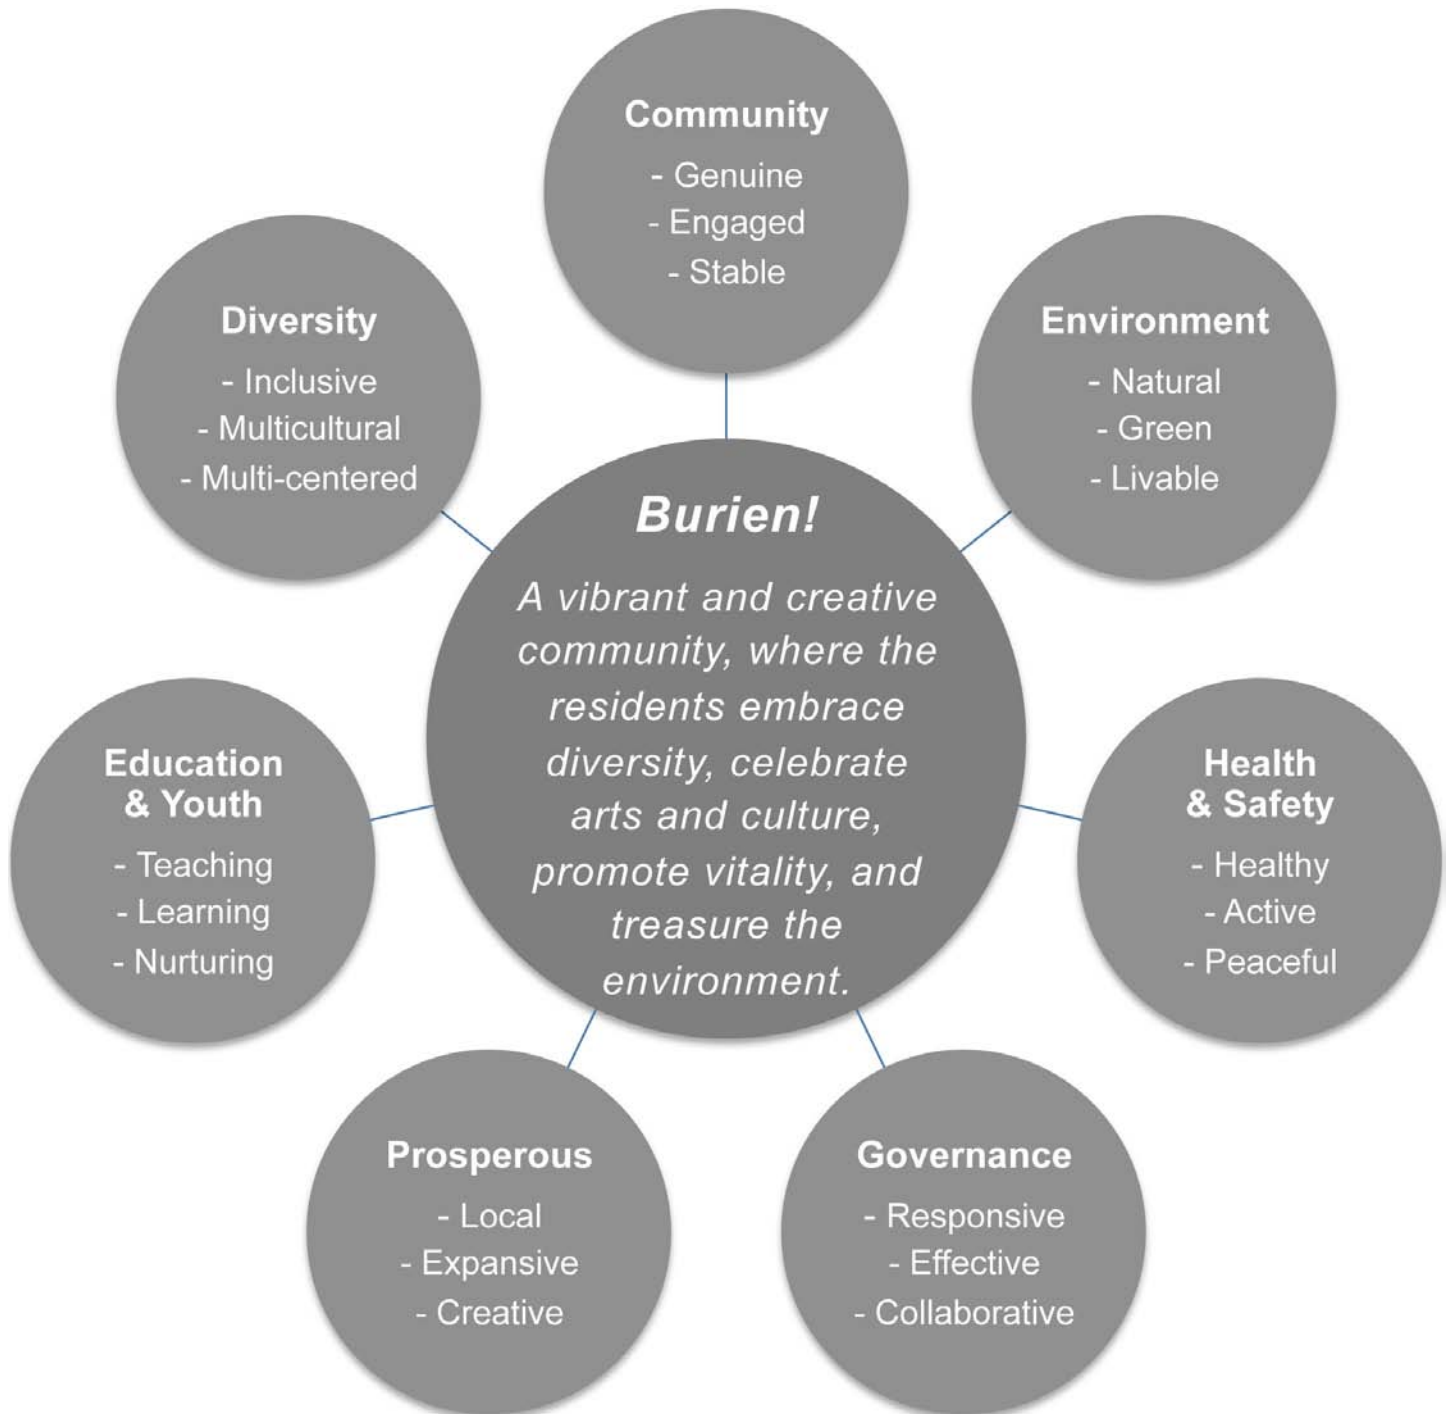 Community
- Genuine
- Engaged
- Stable
Diversity
- Inclusive
- Multicultural
- Multi-centered
Environment
- Natural
- Green
- Livable
Burien!
A vibrant and creative
community, where the
residents embrace
diversity, celebrate
arts and culture,
promote vitality, and
treasure the
environment.
Education
& Youth
- Teaching
- Learning
- Nurturing
Health
& Safety
- Healthy
- Active
- Peaceful
Prosperous
- Local
- Expansive
- Creative
Governance
- Responsive
- Effective
- Collaborative